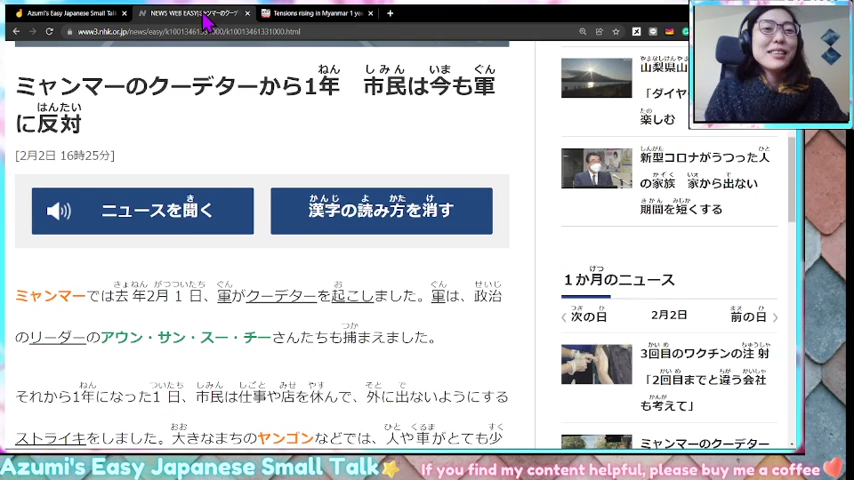 Azumi's Easy Japanese Small Talk
NEWS WEB EASY
Tensions rising in Myanmar 1 year
https://www3.nhk.or.jp/news/easy/k10013461331000/k10013461331000.html
ミャンマーのクーデターから1年 市民は今も軍
に反対
[2月2日 16時25分]
ニュースを聞く
漢字の読み方を消す
ミャンマーでは去年2月1日、軍がクーデターを起こしました。軍は、政治
のリーダーのアウン・サン・スー・チーさんたちも捕まえました。
それから1年になった1日、市民は仕事や店を休んで、外に出ないようにする
ストライキをしました。大きなまちのヤンゴンなどでは、人や車がとても少
山梨県山
「ダイヤ
楽しむ
新型コロナがうつった人
の家族 家から出ない
期間を短くする
1か月のニュース
次の日
2月2日
前の日
3回目のワクチンの注射
「2回目までと違う会社
も考えて」
ミャンマーのクーデター
Azumi's Easy Japanese Small Talk
If you find my content helpful, please buy me a coffee